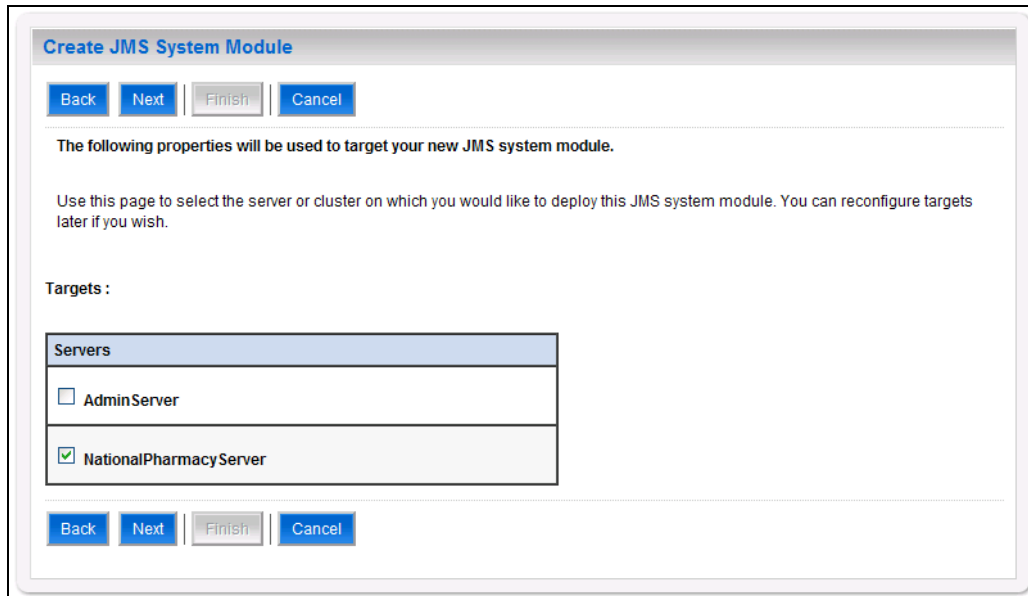 Create JMS System Module
Back Next Finish Cancel
The following properties will be used to target your new JMS system module.
Use this page to select the server or cluster on which you would like to deploy this JMS system module. You can reconfigure targets
later if you wish.
Targets :
Servers
AdminServer
NationalPharmacyServer
Back Next Finish Cancel